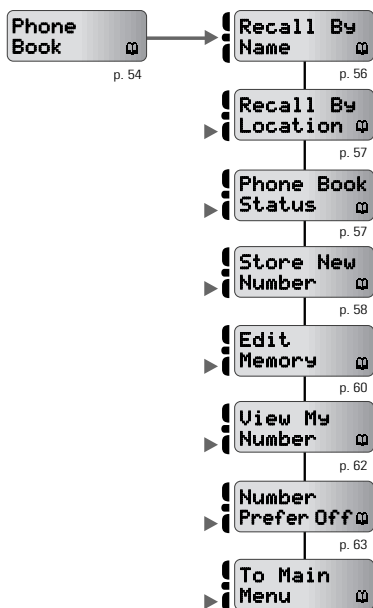 Phone
Book
p. 54
Recall By
Name
p. 56
Recall By
Location
p. 57
Phone Book
Status
p. 57
Store New
Number
p. 58
Edit
Memory
p. 60
View My
Number
p. 62
Number
Prefer Off
p. 63
To Main
Menu